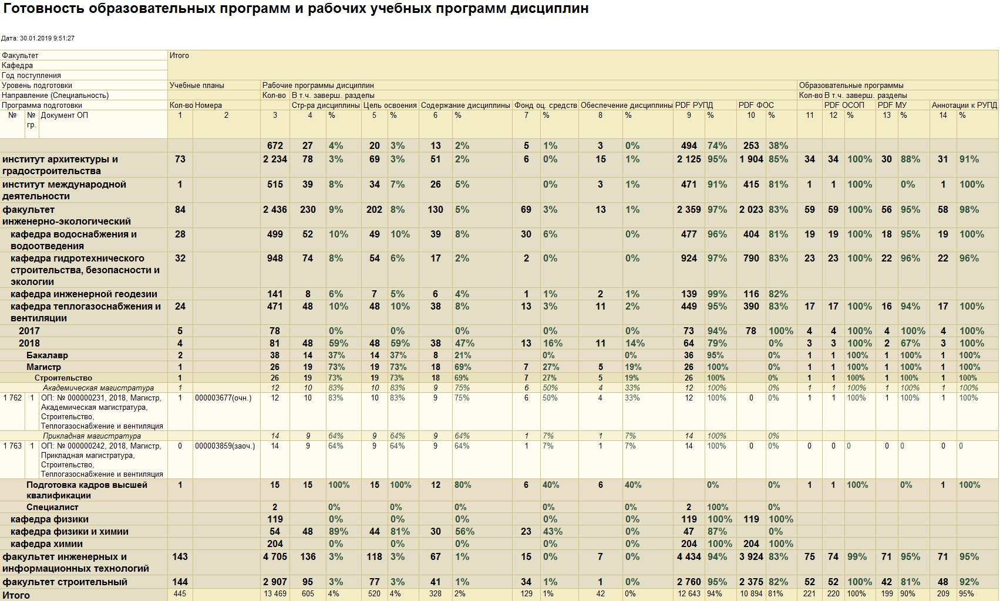 Готовность образовательных программ и рабочих учебных программ дисциплин
Дата: 30.01.2019 9:51:27
Факультет Итого
Кафедра
Год поступления
Уровень подготовки Учебные планы Рабочие программы дисциплин Образовательные программы
Направление (Специальность) Кол-во В т.ч. заверш. разделы Кол-во В т.ч. заверш. разделы
Программа подготовки Кол-во Номера Стр-ра дисциплины Цель освоения Содержание дисциплины Фонд оц. средств Обеспечение дисциплины PDF РУПД PDF ФОС PDF ОСОП PDF МУ Аннотации к РУПД
№ № Документ ОП 1 2 3 4 % 5 % 6 % 7 % 8 % 9 % 10 % 11 12 % 13 % 14 %
гр.
672 27 4% 20 3% 13 2% 5 1% 3 0% 494 74% 253 38%
институт архитектуры и 73 2 234 78 3% 69 3% 51 2% 6 0% 15 1% 2 125 95% 1 904 85% 34 34 100% 30 88% 31 91%
градостроительства
институт международной 1 515 39 8% 34 7% 26 5% 0% 3 1% 471 91% 415 81% 1 1 100% 0% 1 100%
деятельности
факультет 84 2 436 230 9% 202 8% 130 5% 69 3% 13 1% 2 359 97% 2 023 83% 59 59 100% 56 95% 58 98%
инженерно-экологический
кафедра водоснабжения и 28 499 52 10% 49 10% 39 8% 30 6% 0% 477 96% 404 81% 19 19 100% 18 95% 19 100%
водоотведения
кафедра гидротехнического 32 948 74 8% 54 6% 17 2% 2 0% 0% 924 97% 790 83% 23 23 100% 22 96% 22 96%
строительства, безопасности и
экологии
кафедра инженерной геодезии 141 8 6% 7 5% 6 4% 1 1% 2 1% 139 99% 116 82%
кафедра теплогазоснабжения и 24 471 48 10% 48 10% 38 8% 13 3% 11 2% 449 95% 390 83% 17 17 100% 16 94% 17 100%
вентиляции
2017 5 78 0% 0% 0% 0% 0% 73 94% 78 100% 4 4 100% 4 100% 4 100%
2018 4 81 48 59% 48 59% 38 47% 13 16% 11 14% 64 79% 0% 3 3 100% 2 67% 3 100%
Бакалавр 2 38 14 37% 14 37% 8 21% 0% 0% 36 95% 0% 1 1 100% 1 100% 1 100%
Магистр 1 26 19 73% 19 73% 18 69% 7 27% 5 19% 26 100% 0% 1 1 100% 1 100% 1 100%
Строительство 1 26 19 73% 19 73% 18 69% 7 27% 5 19% 26 100% 0% 1 1 100% 1 100% 1 100%
Академическая магистратура 1 12 10 83% 10 83% 9 75% 6 50% 4 33% 12 100% 0% 1 1 100% 1 100% 1 100%
1 762 1 ОП: № 000000231, 2018, Магистр, 1 000003677(очн.) 12 10 83% 10 83% 9 75% 6 50% 4 33% 12 100% 0 0% 1 1 100% 1 100% 1 100%
Академическая магистратура,
Строительство,
Теплогазоснабжение и вентиляция
Прикладная магистратура 14 9 64% 9 64% 9 64% 1 7% 1 7% 14 100% 0%
1 763 1 ОП: № 000000242, 2018, Магистр, 0 000003859(заоч.) 14 9 64% 9 64% 9 64% 1 7% 1 7% 14 100% 0 0% 0 0 0 0 0 0 0
Прикладная магистратура,
Строительство,
Теплогазоснабжение и вентиляция
Подготовка кадров высшей 1 15 15 100% 15 100% 12 80% 6 40% 6 40% 0% 0% 1 1 100% 0% 1 100%
квалификации
Специалист 2 0% 0% 0% 0% 0% 2 100% 0%
кафедра физики 119 0% 0% 0% 0% 0% 119 100% 119 100%
кафедра физики и химии 54 48 89% 44 81% 30 56% 23 43% 0% 47 87% 0%
кафедра химии 204 0% 0% 0% 0% 0% 204 100% 204 100%
факультет инженерных и 143 4 705 136 3% 118 3% 67 1% 15 0% 7 0% 4 434 94% 3 924 83% 75 74 99% 71 95% 71 95%
информационных технологий
факультет строительный 144 2 907 95 3% 77 3% 41 1% 34 1% 1 0% 2 760 95% 2 375 82% 52 52 100% 42 81% 48 92%
Итого 445 13 469 605 4% 520 4% 328 2% 129 1% 42 0% 12 643 94% 10 894 81% 221 220 100% 199 90% 209 95%